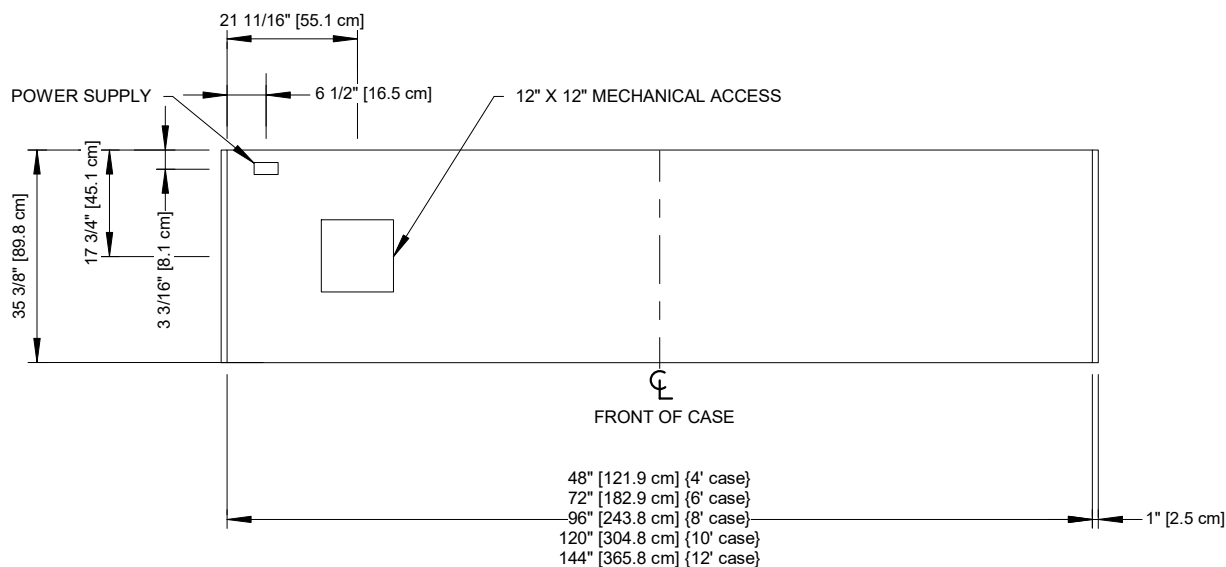 21 11/16" [55.1 cm]
POWER SUPPLY
6 1/2" [16.5 cm]
12" X 12" MECHANICAL ACCESS
35 3/8" [89.8 cm]
17 3/4" [45.1 cm]
3 3/16" [8.1 cm]
FRONT OF CASE
48" [121.9 cm] {4' case}
72" [182.9 cm] {6' case}
96" [243.8 cm] {8' case}
1" [2.5 cm]
120" [304.8 cm] {10' case}
144" [365.8 cm] {12' case}